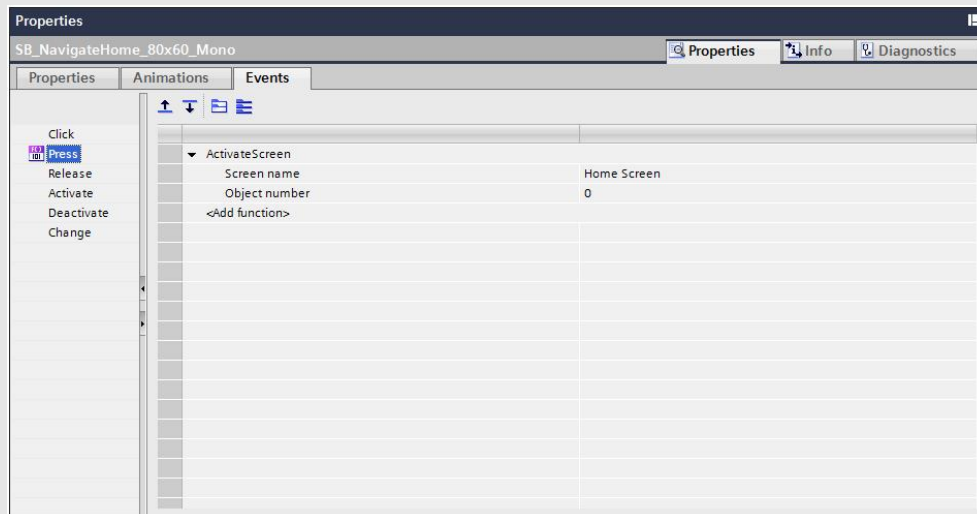 Properties
SB_NavigateHome_80x60_Mono
Properties Info Diagnostics
Properties Animations Events
Click
Press
Release
Activate
Deactivate
Change
ActivateScreen
Screen name Home Screen
Object number 0
<Add function>